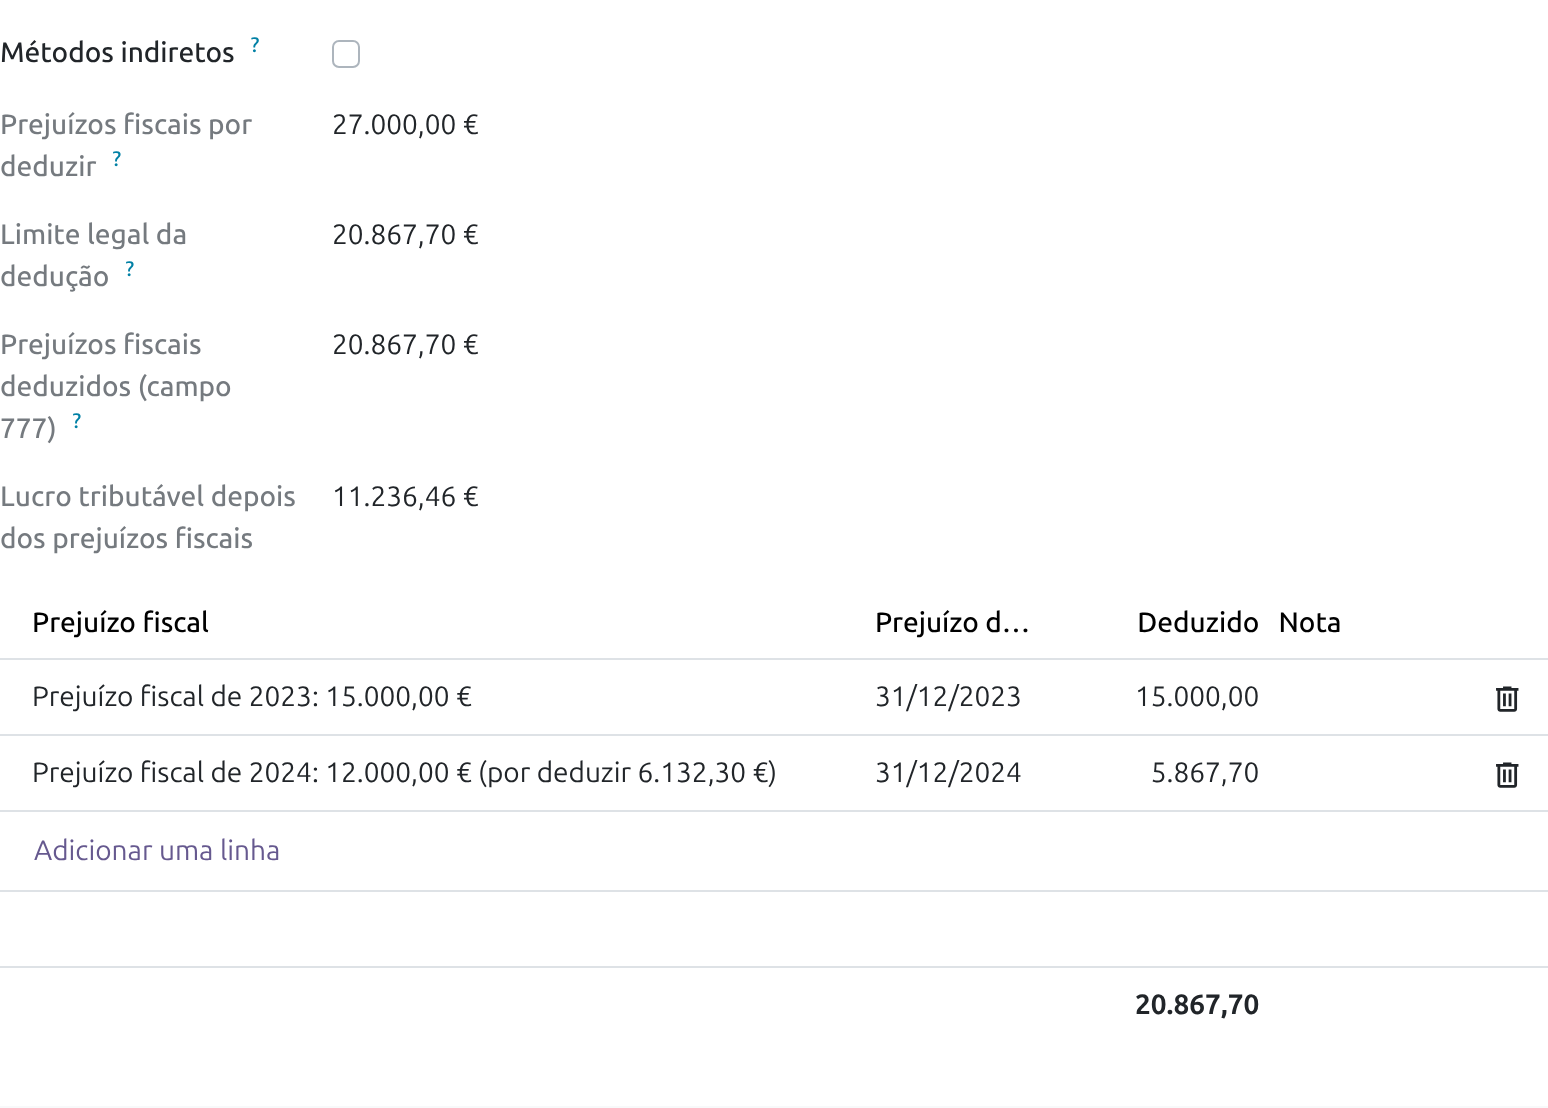 Métodos indiretos ?
Prejuízos fiscais por 27.000,00 €
deduzir ?
Limite legal da 20.867,70 €
dedução ?
Prejuízos fiscais 20.867,70 €
deduzidos (campo
777) ?
Lucro tributável depois 11.236,46 €
dos prejuízos fiscais
Prejuízo fiscal Prejuízo d... Deduzido Nota
Prejuízo fiscal de 2023: 15.000,00 € 31/12/2023 15.000,00
Prejuízo fiscal de 2024: 12.000,00 € (por deduzir 6.132,30 €) 31/12/2024 5.867,70
Adicionar uma linha
20.867,70